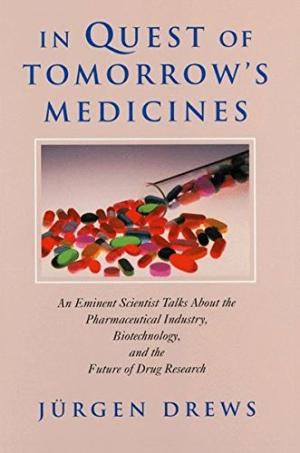 IN QUEST OF
TOMORROW'S
MEDICINES
An Eminent Scientist Talks About the
Pharmaceutical Industry,
Biotechnology,
and the
Future of Drug Research
JÜRGEN DREWS